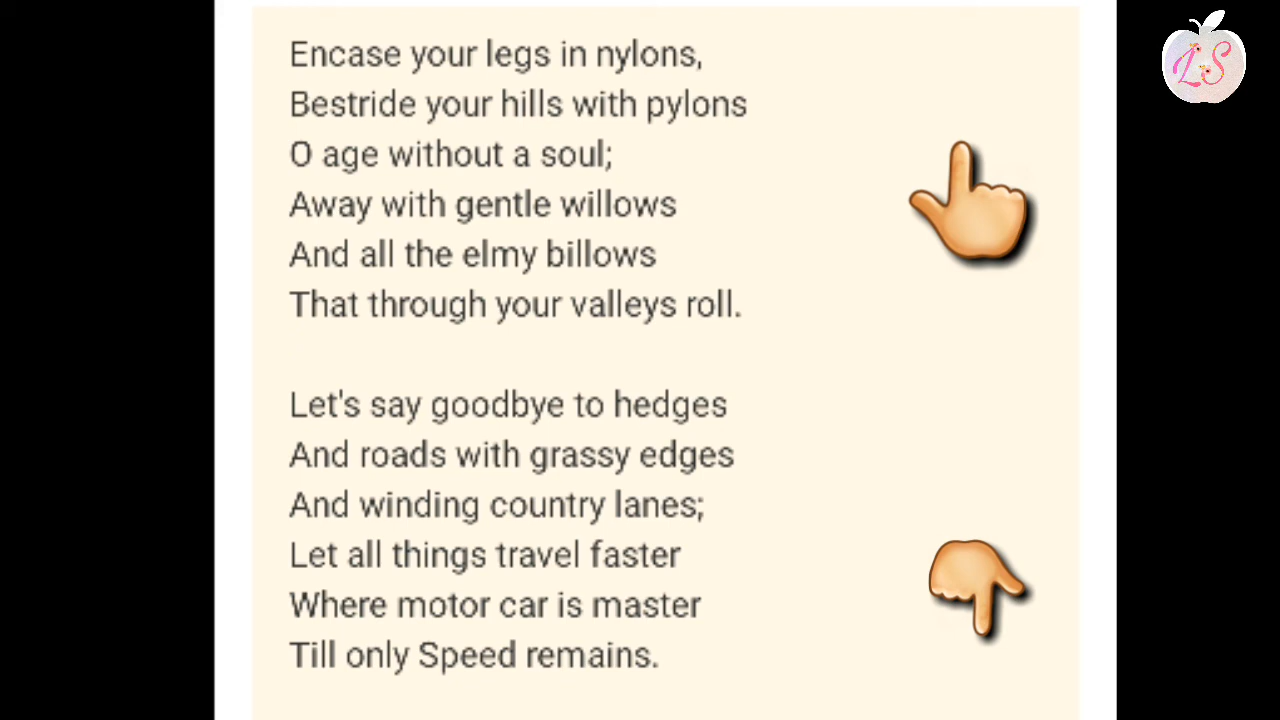 Encase your legs in nylons,
Bestride your hills with pylons
O age without a soul;
Away with gentle willows
And all the elmy billows
That through your valleys roll.
Let's say goodbye to hedges
And roads with grassy edges
And winding country lanes;
Let all things travel faster
Where motor car is master
Till only Speed remains.
LS